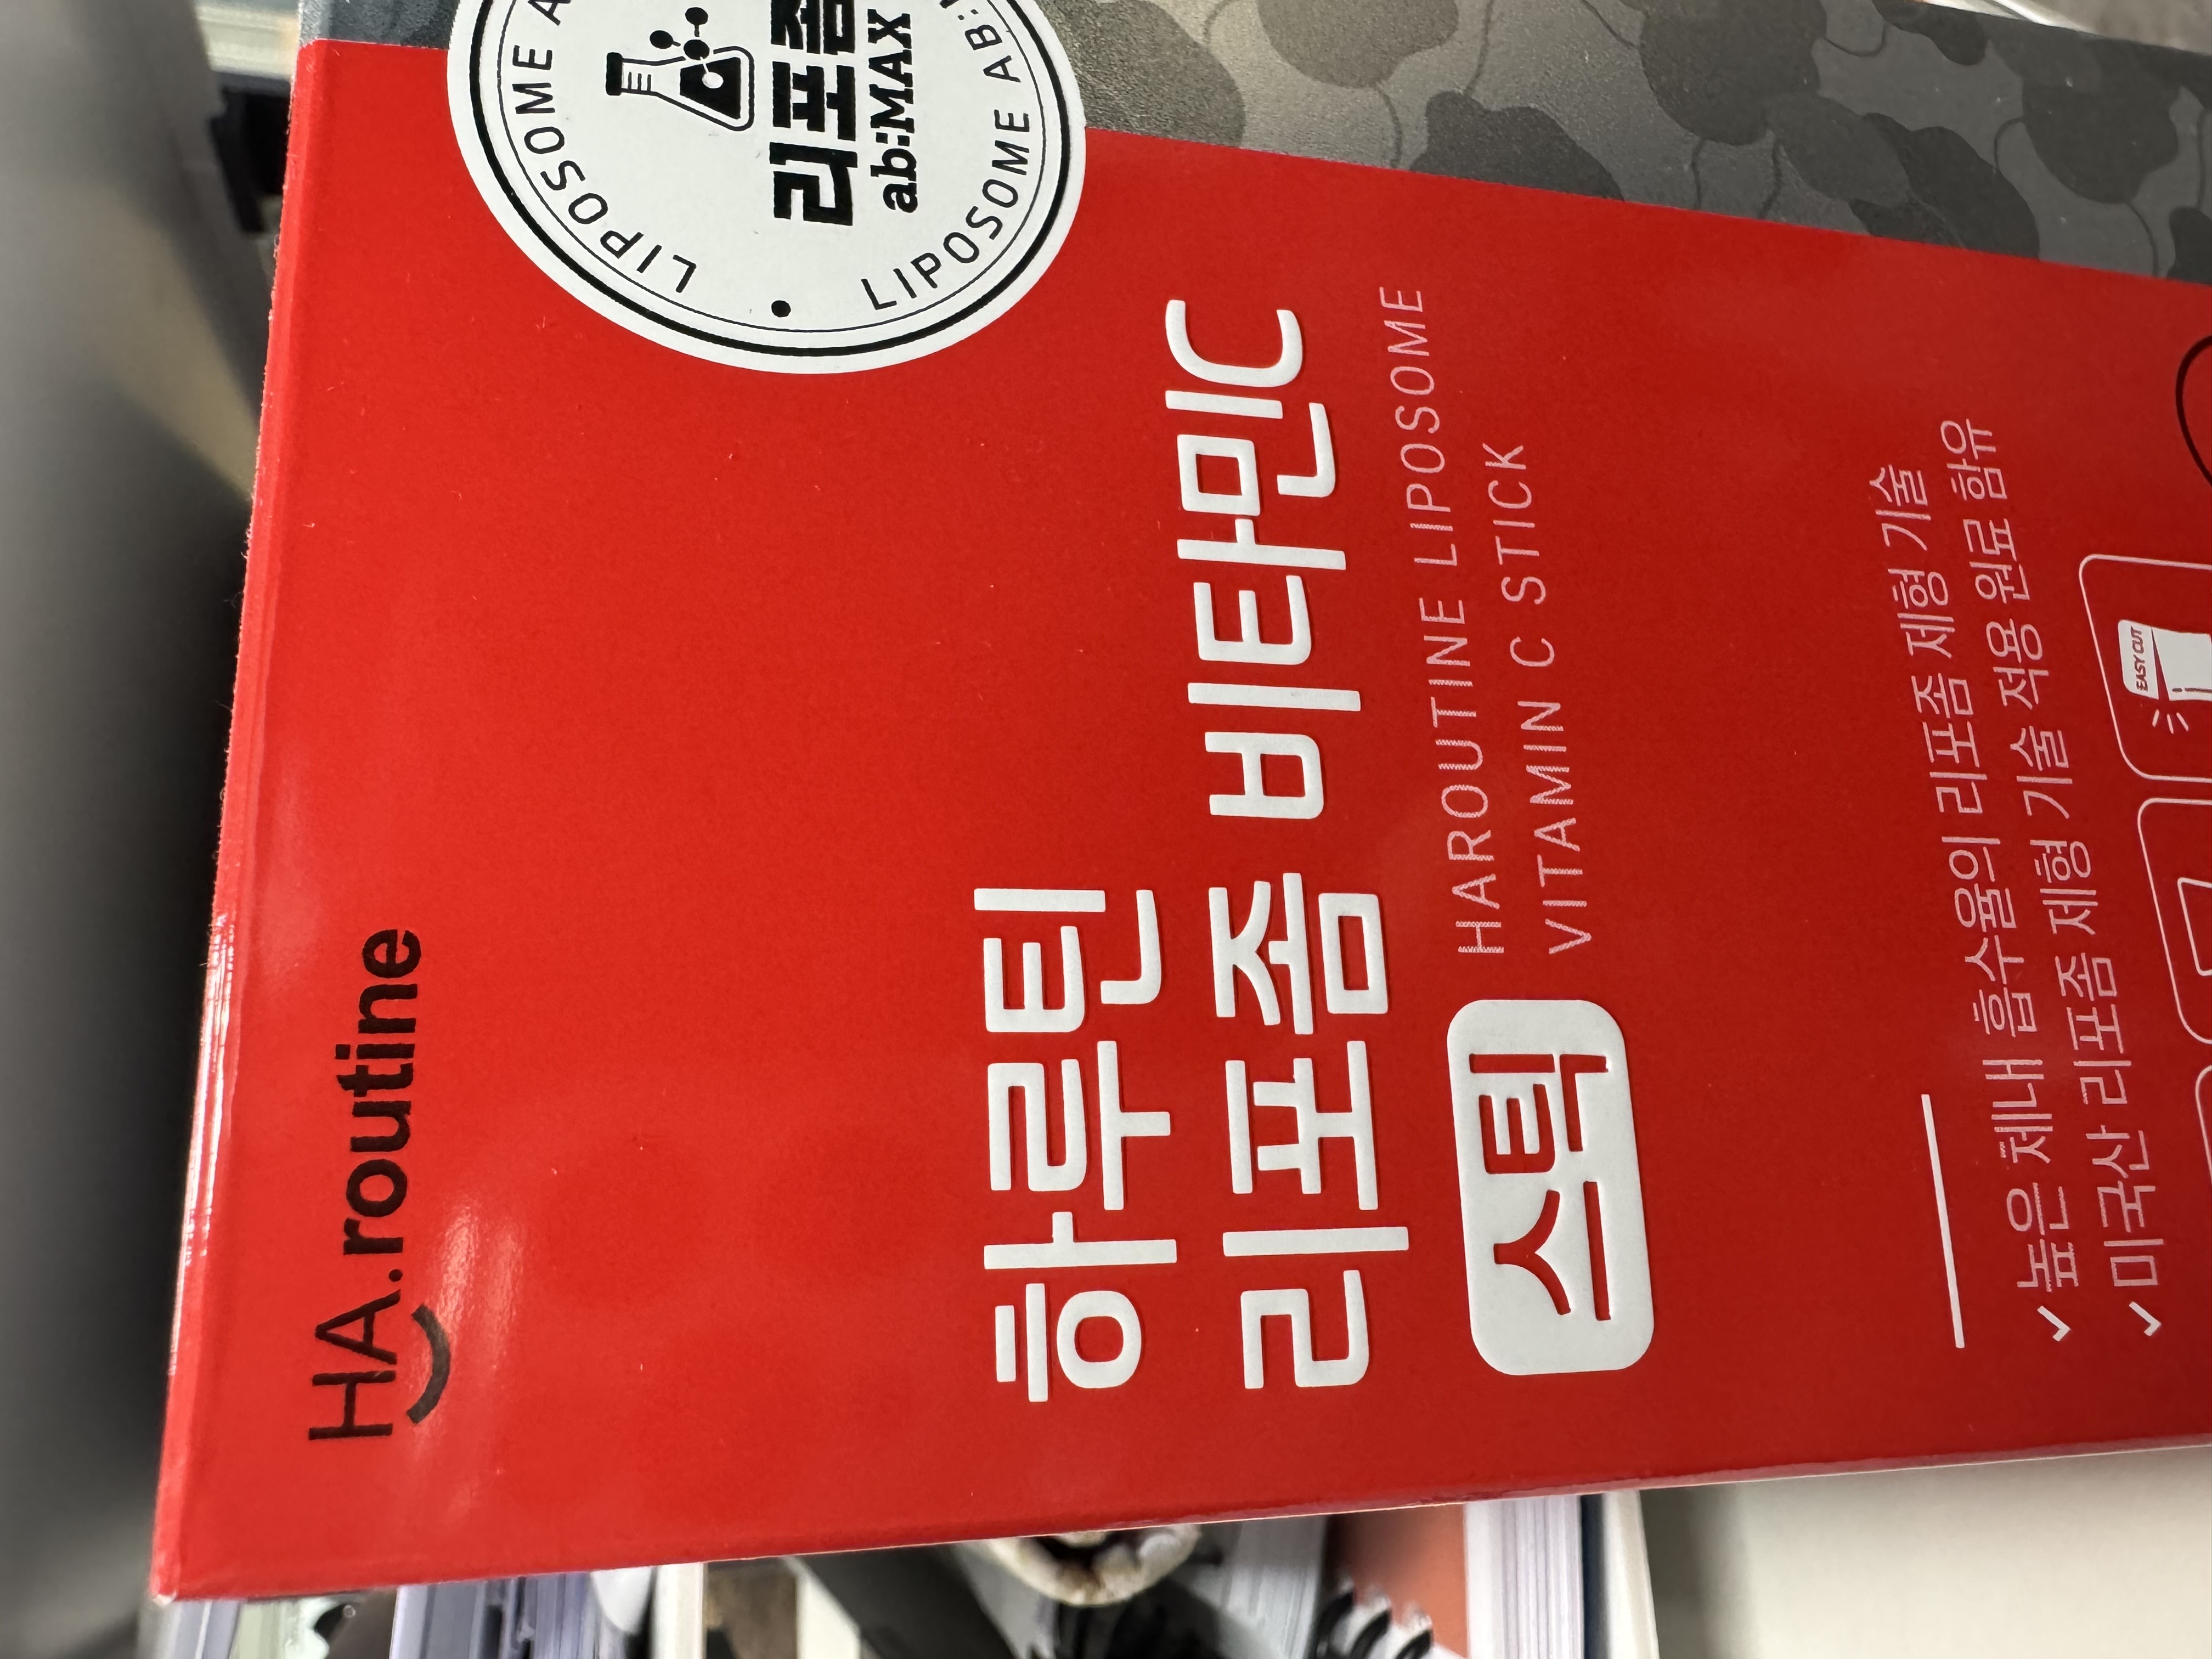 HA.routine
LIPOSOME
리포좀
ab:MAX
LIPOSOME
하루틴
리포좀 비타민C
스틱
HAROUTINE LIPOSOME
VITAMIN C STICK
✓ 높은 체내 흡수율의 리포좀 제형 기술
✓ 미국산 리포좀 제형 기술 적용 원료 함유
EASY CUT